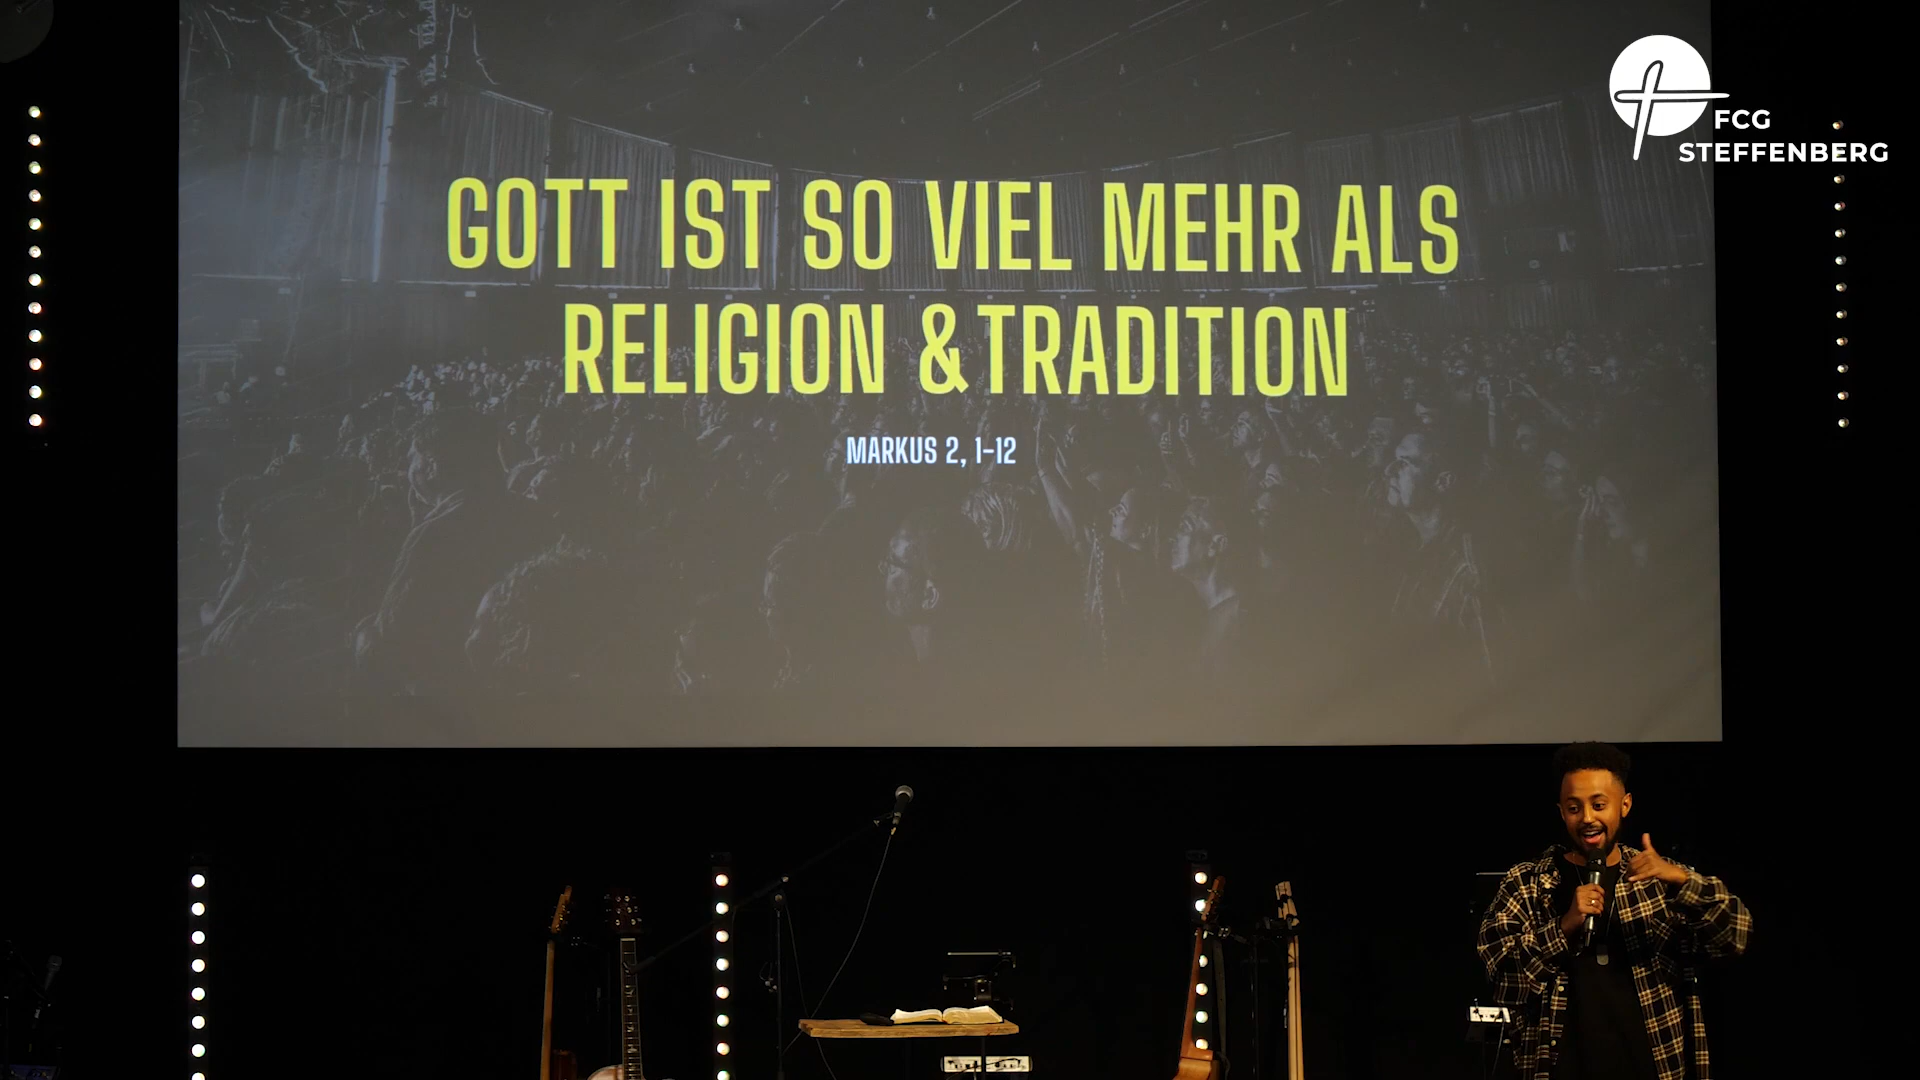 FCG
STEFFENBERG
GOTT IST SO VIEL MEHR ALS
RELIGION & TRADITION
MARKUS 2, 1-12